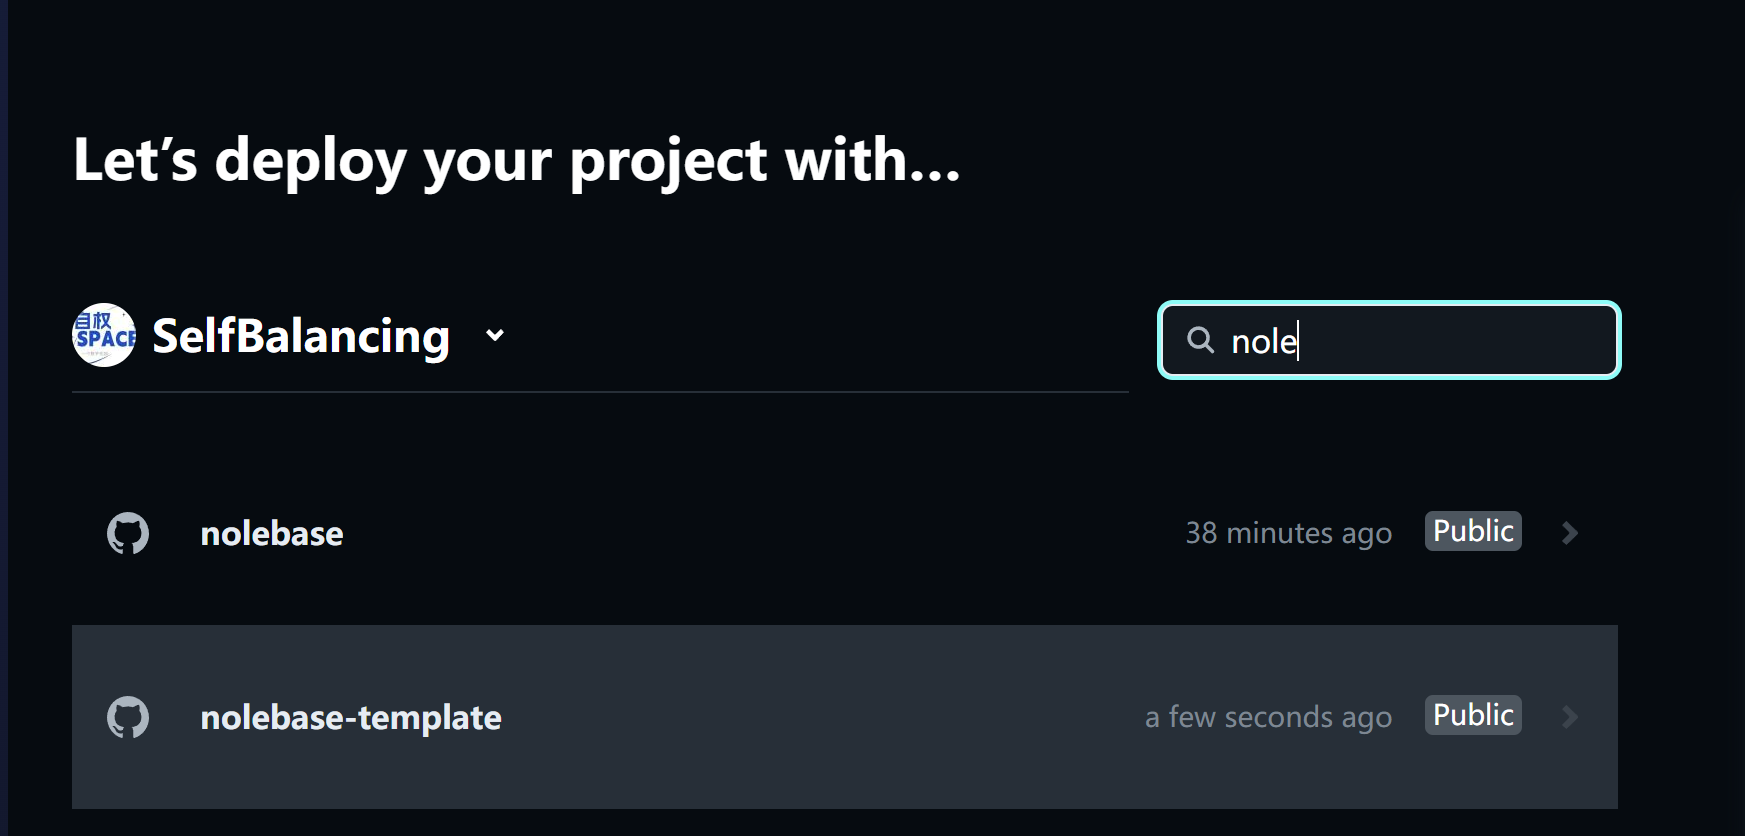 Let’s deploy your project with…
自权
SPACE
SelfBalancing
nole
nolebase
38 minutes ago
Public
nolebase-template
a few seconds ago
Public